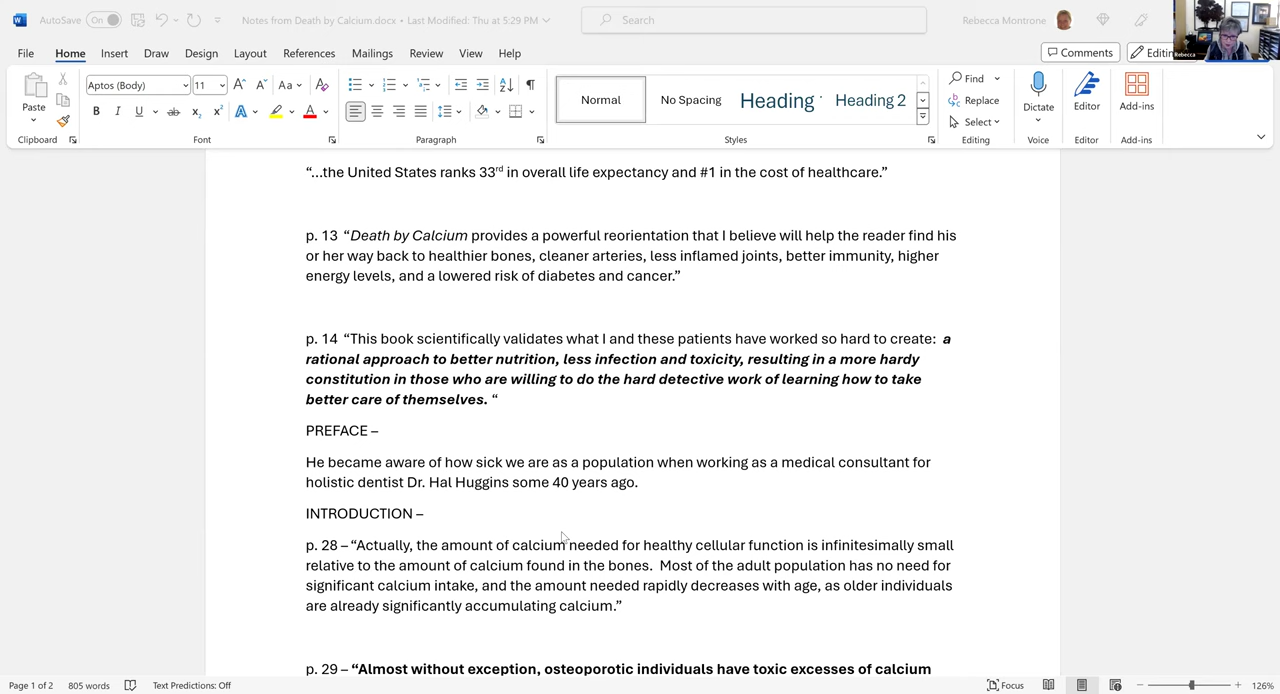 AutoSave On Notes from Death by Calcium.docx • Last Modified: Thu at 5:29 PM Search Rebecca Montrone
File Home Insert Draw Design Layout References Mailings Review View Help Comments Editin
Rebecca
Paste Aptos (Body) 11 Aa Normal No Spacing Heading Heading 2 Find Replace Select Dictate Editor Add-ins
B I U ab x₂ x² A A
Clipboard Font Paragraph Styles Editing Voice Editor Add-ins
“…the United States ranks 33rd in overall life expectancy and #1 in the cost of healthcare.”
p. 13 “Death by Calcium provides a powerful reorientation that I believe will help the reader find his
or her way back to healthier bones, cleaner arteries, less inflamed joints, better immunity, higher
energy levels, and a lowered risk of diabetes and cancer.”
p. 14 “This book scientifically validates what I and these patients have worked so hard to create: a
rational approach to better nutrition, less infection and toxicity, resulting in a more hardy
constitution in those who are willing to do the hard detective work of learning how to take
better care of themselves. “
PREFACE –
He became aware of how sick we are as a population when working as a medical consultant for
holistic dentist Dr. Hal Huggins some 40 years ago.
INTRODUCTION –
p. 28 – “Actually, the amount of calcium needed for healthy cellular function is infinitesimally small
relative to the amount of calcium found in the bones. Most of the adult population has no need for
significant calcium intake, and the amount needed rapidly decreases with age, as older individuals
are already significantly accumulating calcium.”
p. 29 – “Almost without exception, osteoporotic individuals have toxic excesses of calcium
Page 1 of 2 805 words Text Predictions: Off Focus 126%